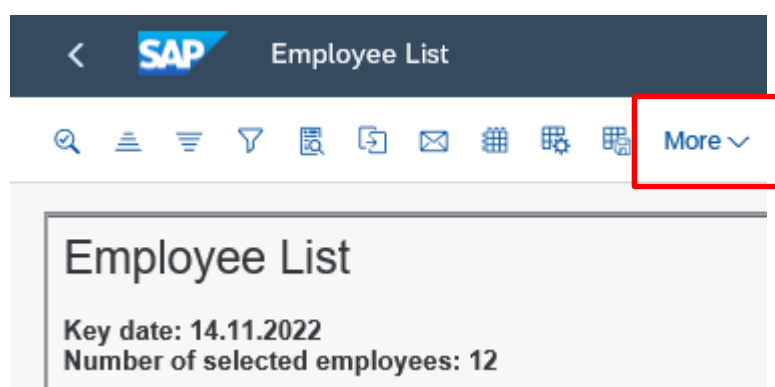 SAP Employee List
More
Employee List
Key date: 14.11.2022
Number of selected employees: 12